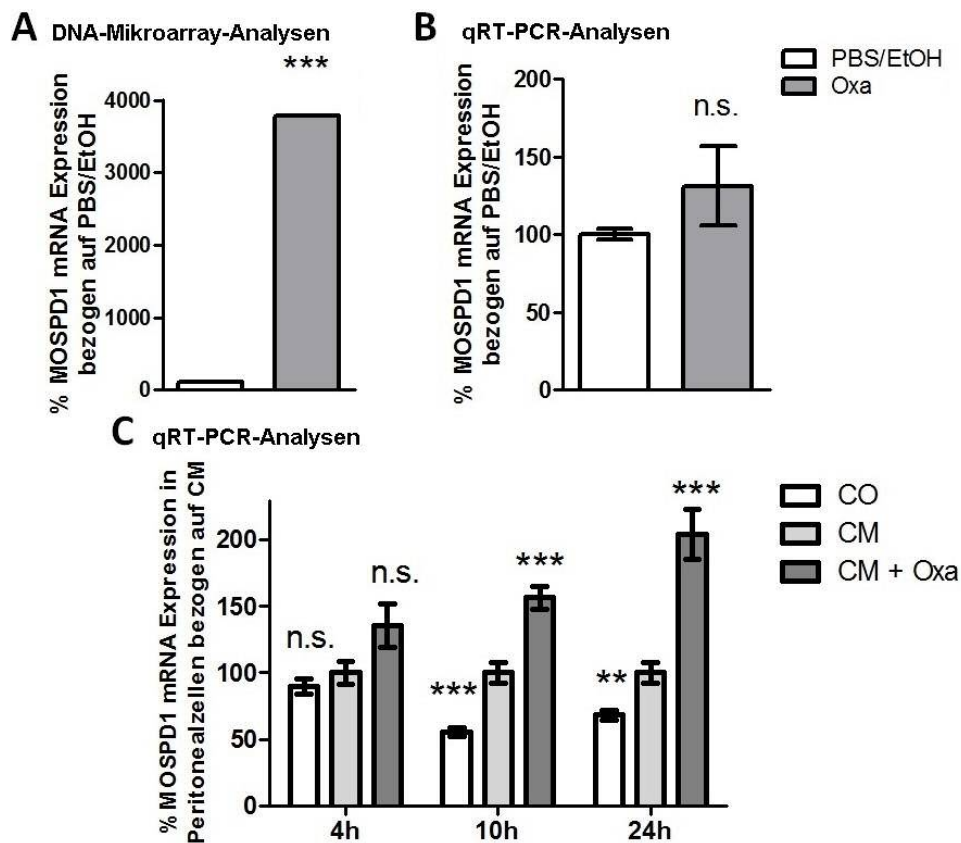 A DNA-Mikroarray-Analysen
% MOSPD1 mRNA Expression
bezogen auf PBS/EtOH
4000
3000
2000
1000
0
***
B qRT-PCR-Analysen
% MOSPD1 mRNA Expression
bezogen auf PBS/EtOH
200
150
100
50
0
n.s.
PBS/EtOH
Oxa
C qRT-PCR-Analysen
% MOSPD1 mRNA Expression in
Peritonealzellen bezogen auf CM
200
150
100
50
0
n.s.
n.s.
***
***
**
***
4h
10h
24h
CO
CM
CM + Oxa